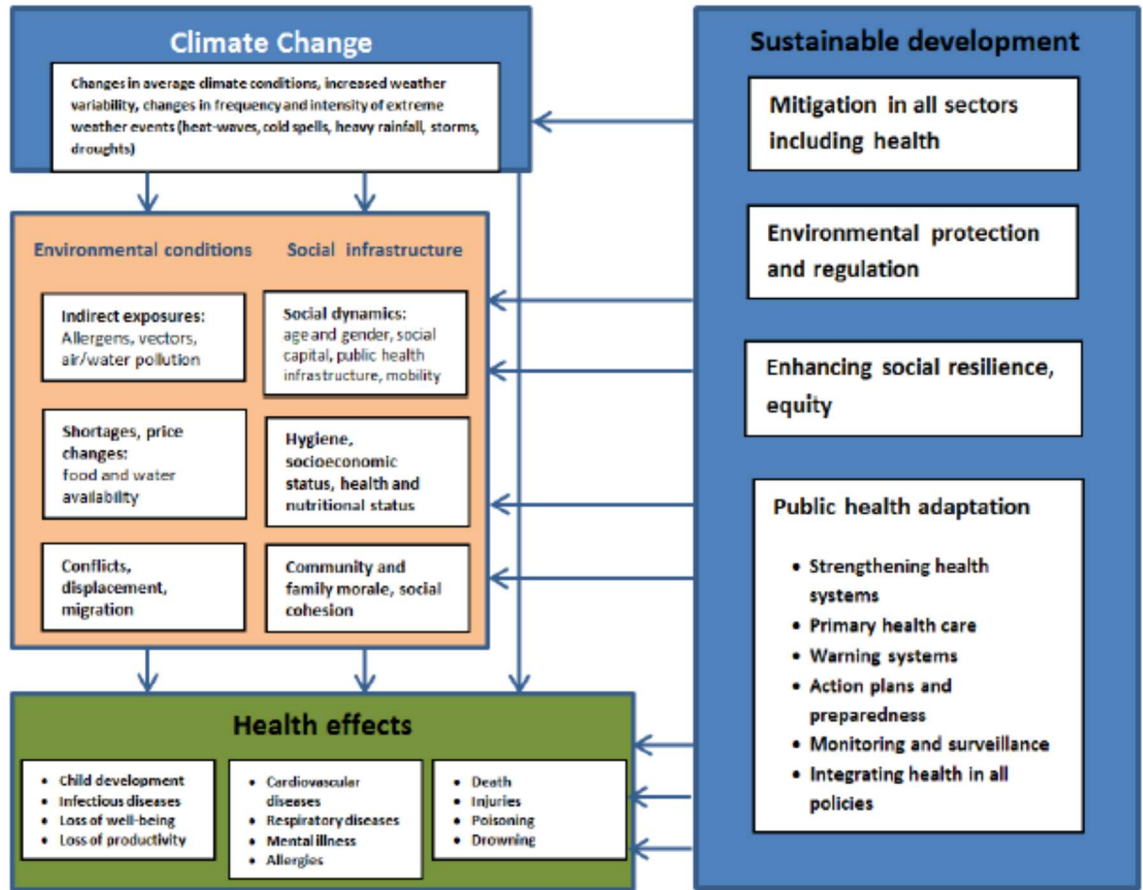 Climate Change
Changes in average climate conditions, increased weather
variability, changes in frequency and intensity of extreme
weather events (heat-waves, cold spells, heavy rainfall, storms,
droughts)
Environmental conditions
Social infrastructure
Indirect exposures:
Allergens, vectors,
air/water pollution
Social dynamics:
age and gender, social
capital, public health
infrastructure, mobility
Shortages, price
changes:
food and water
availability
Hygiene,
socioeconomic
status, health and
nutritional status
Conflicts,
displacement,
migration
Community and
family morale, social
cohesion
Health effects
• Child development
• Infectious diseases
• Loss of well-being
• Loss of productivity
• Cardiovascular
diseases
• Respiratory diseases
• Mental illness
• Allergies
• Death
• Injuries
• Poisoning
• Drowning
Sustainable development
Mitigation in all sectors
including health
Environmental protection
and regulation
Enhancing social resilience,
equity
Public health adaptation
• Strengthening health
systems
• Primary health care
• Warning systems
• Action plans and
preparedness
• Monitoring and surveillance
• Integrating health in all
policies